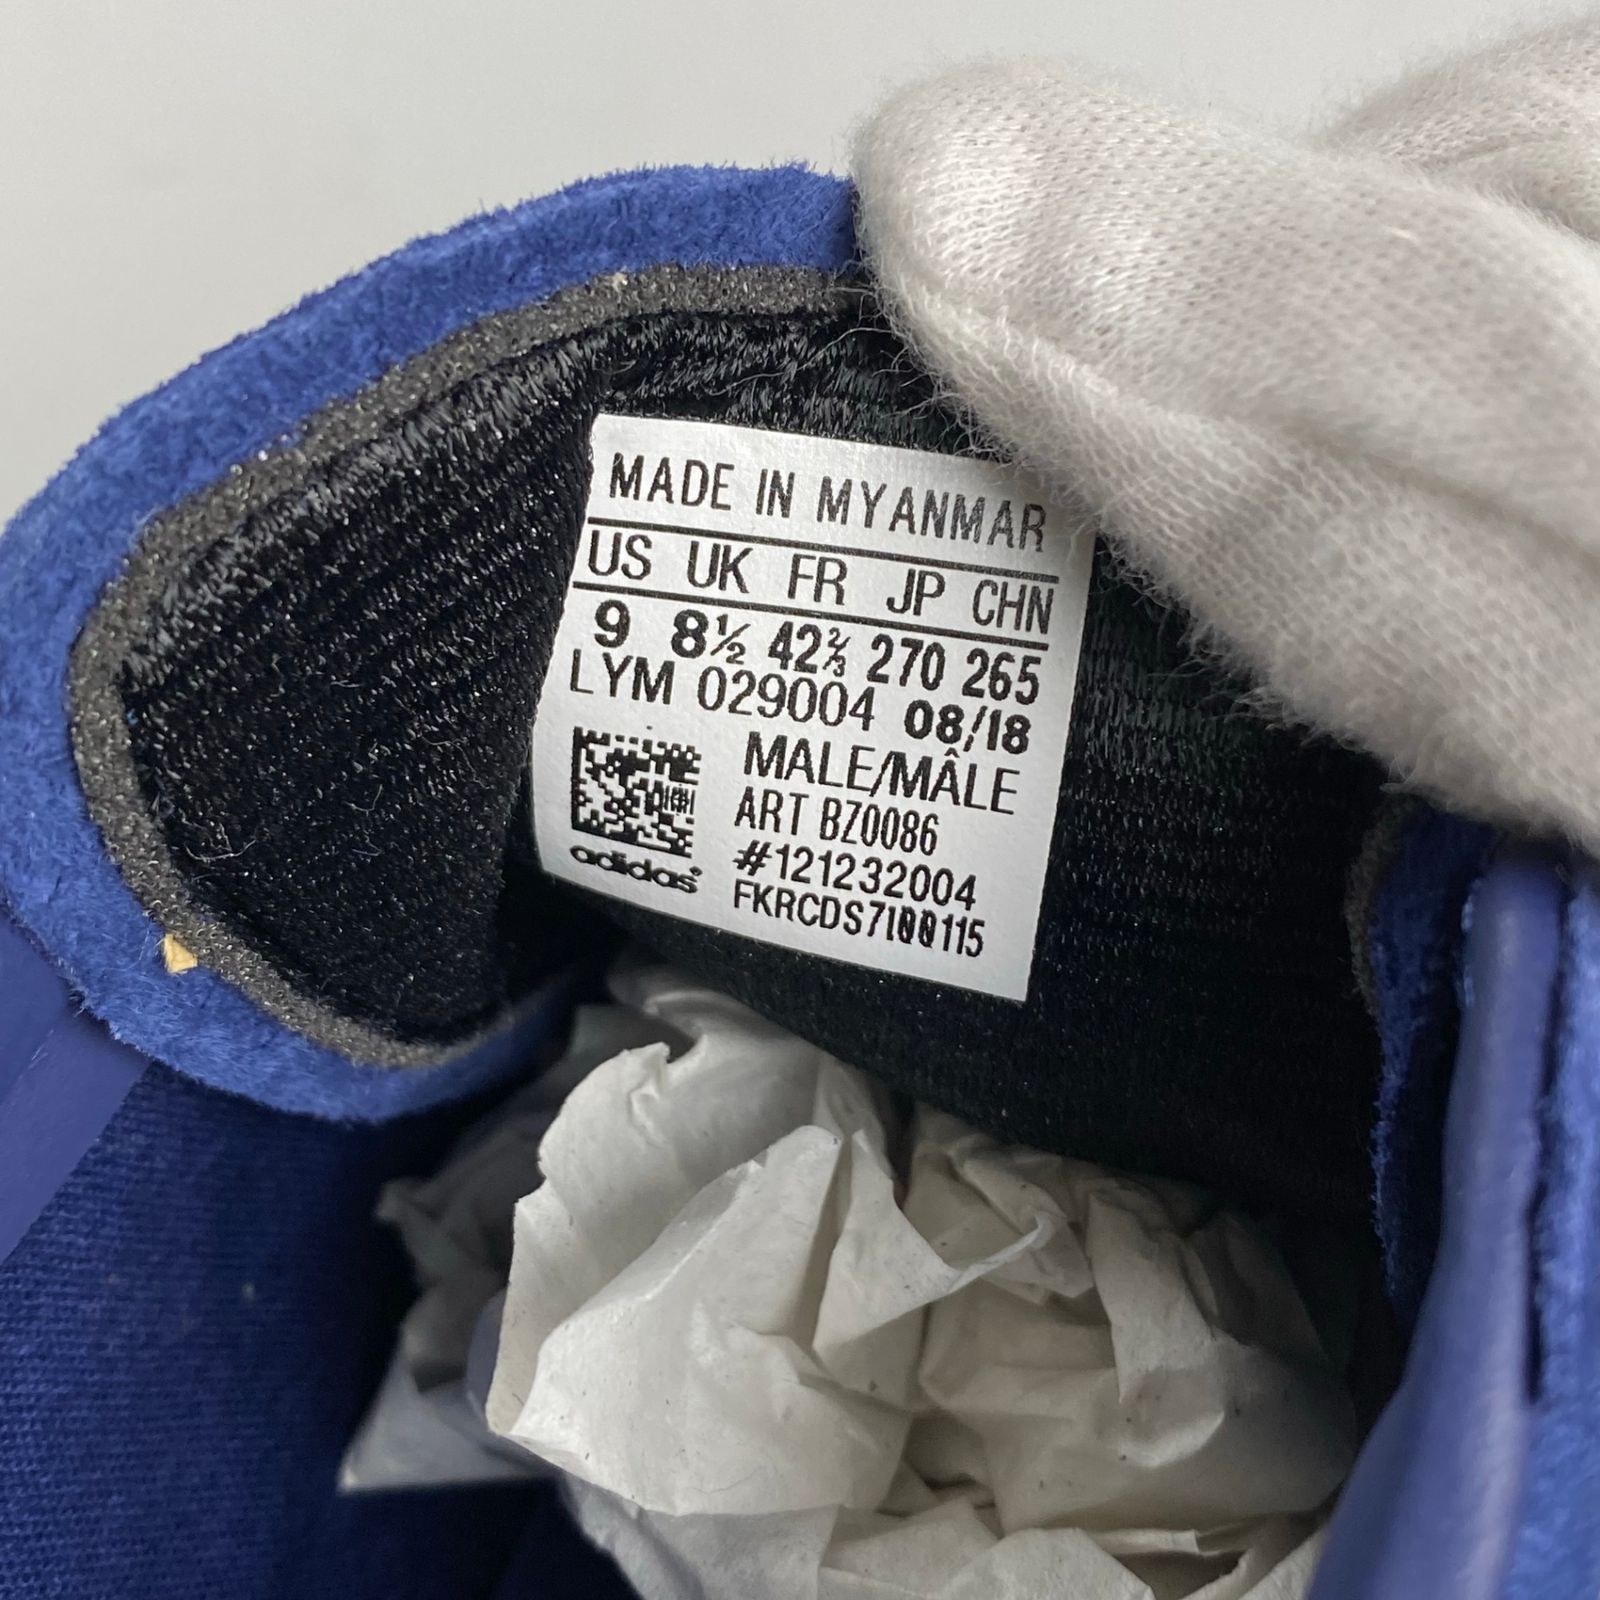 MADE IN MYANMAR
US UK FR JP CHN
9 8½ 42⅔ 270 265
LYM 029004 08/18
MALE/MÂLE
ART BZ0086
#121232004
FKRCDS7100115
adidas®